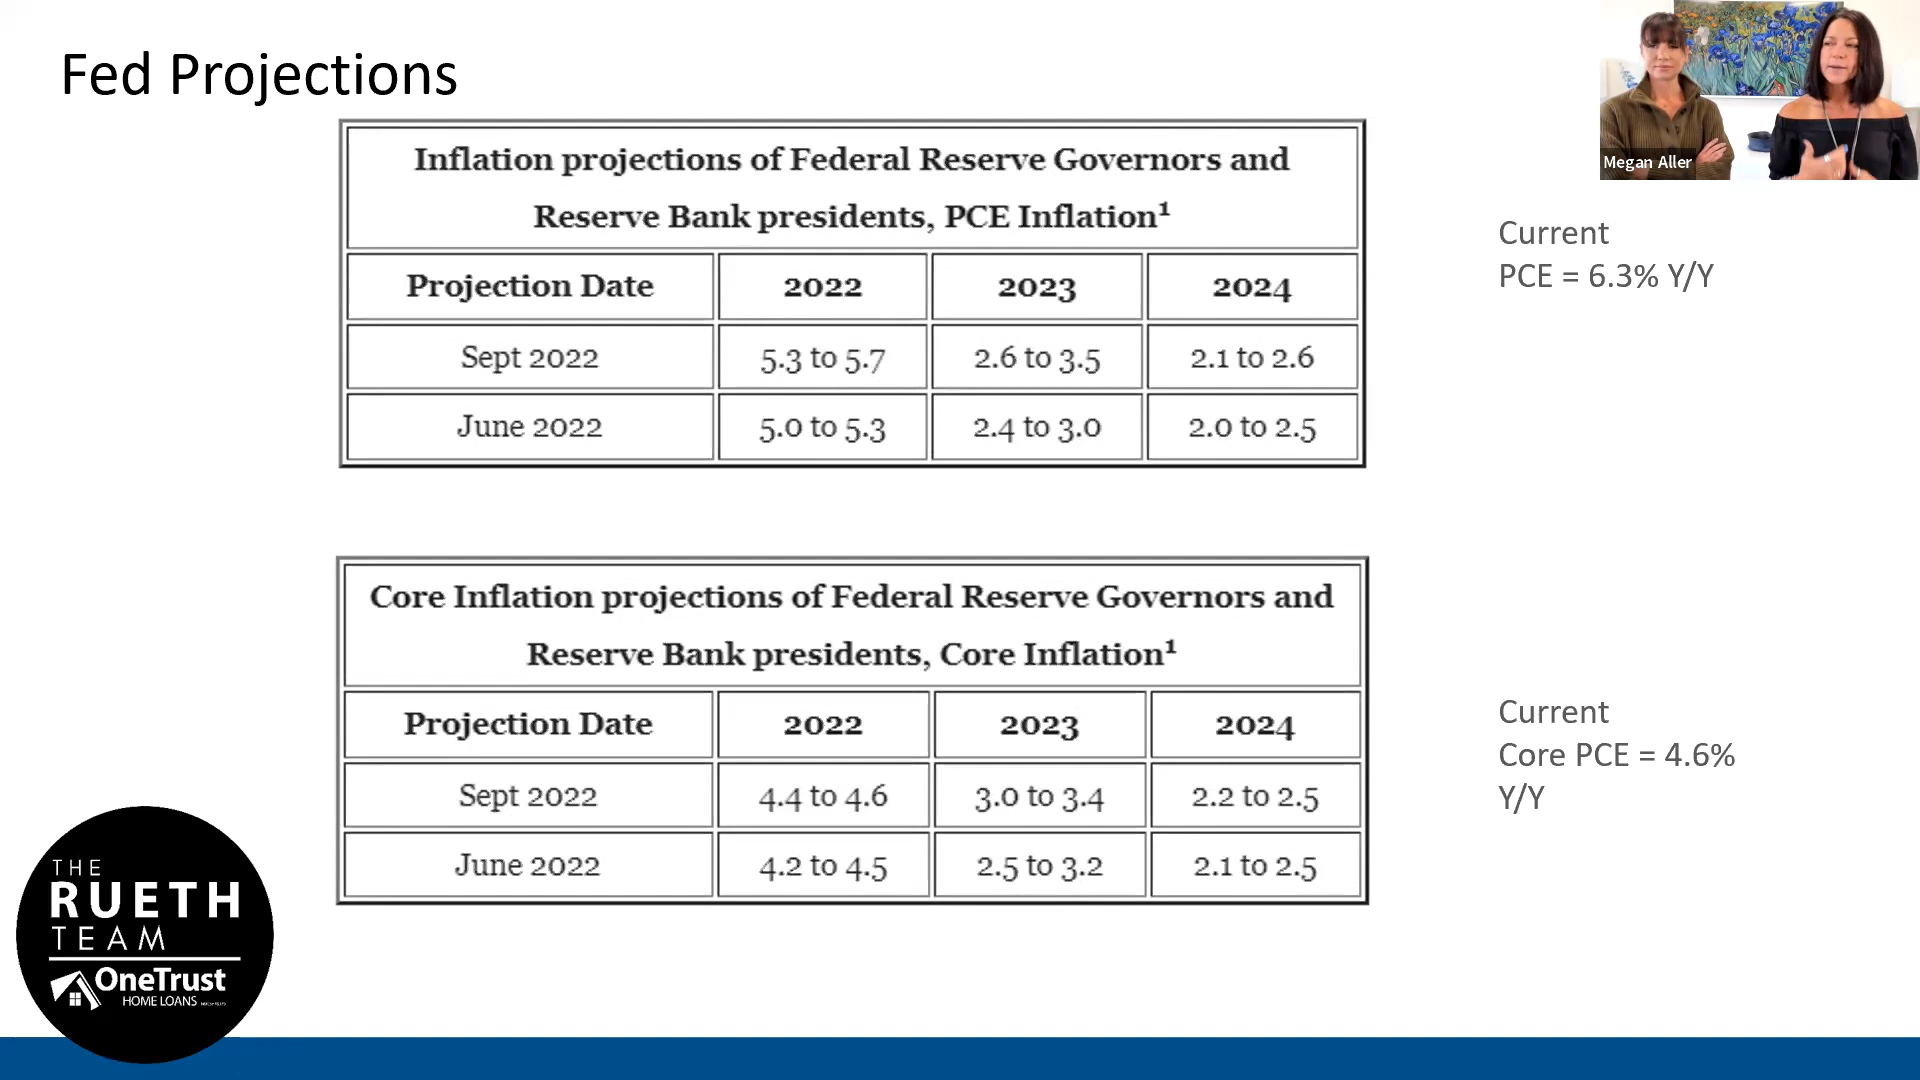 Fed Projections
Megan Aller
Inflation projections of Federal Reserve Governors and
Reserve Bank presidents, PCE Inflation¹
Projection Date 2022 2023 2024
Sept 2022 5.3 to 5.7 2.6 to 3.5 2.1 to 2.6
June 2022 5.0 to 5.3 2.4 to 3.0 2.0 to 2.5
Current
PCE = 6.3% Y/Y
Core Inflation projections of Federal Reserve Governors and
Reserve Bank presidents, Core Inflation¹
Projection Date 2022 2023 2024
Sept 2022 4.4 to 4.6 3.0 to 3.4 2.2 to 2.5
June 2022 4.2 to 4.5 2.5 to 3.2 2.1 to 2.5
Current
Core PCE = 4.6%
Y/Y
THE
RUETH
TEAM
OneTrust
HOME LOANS